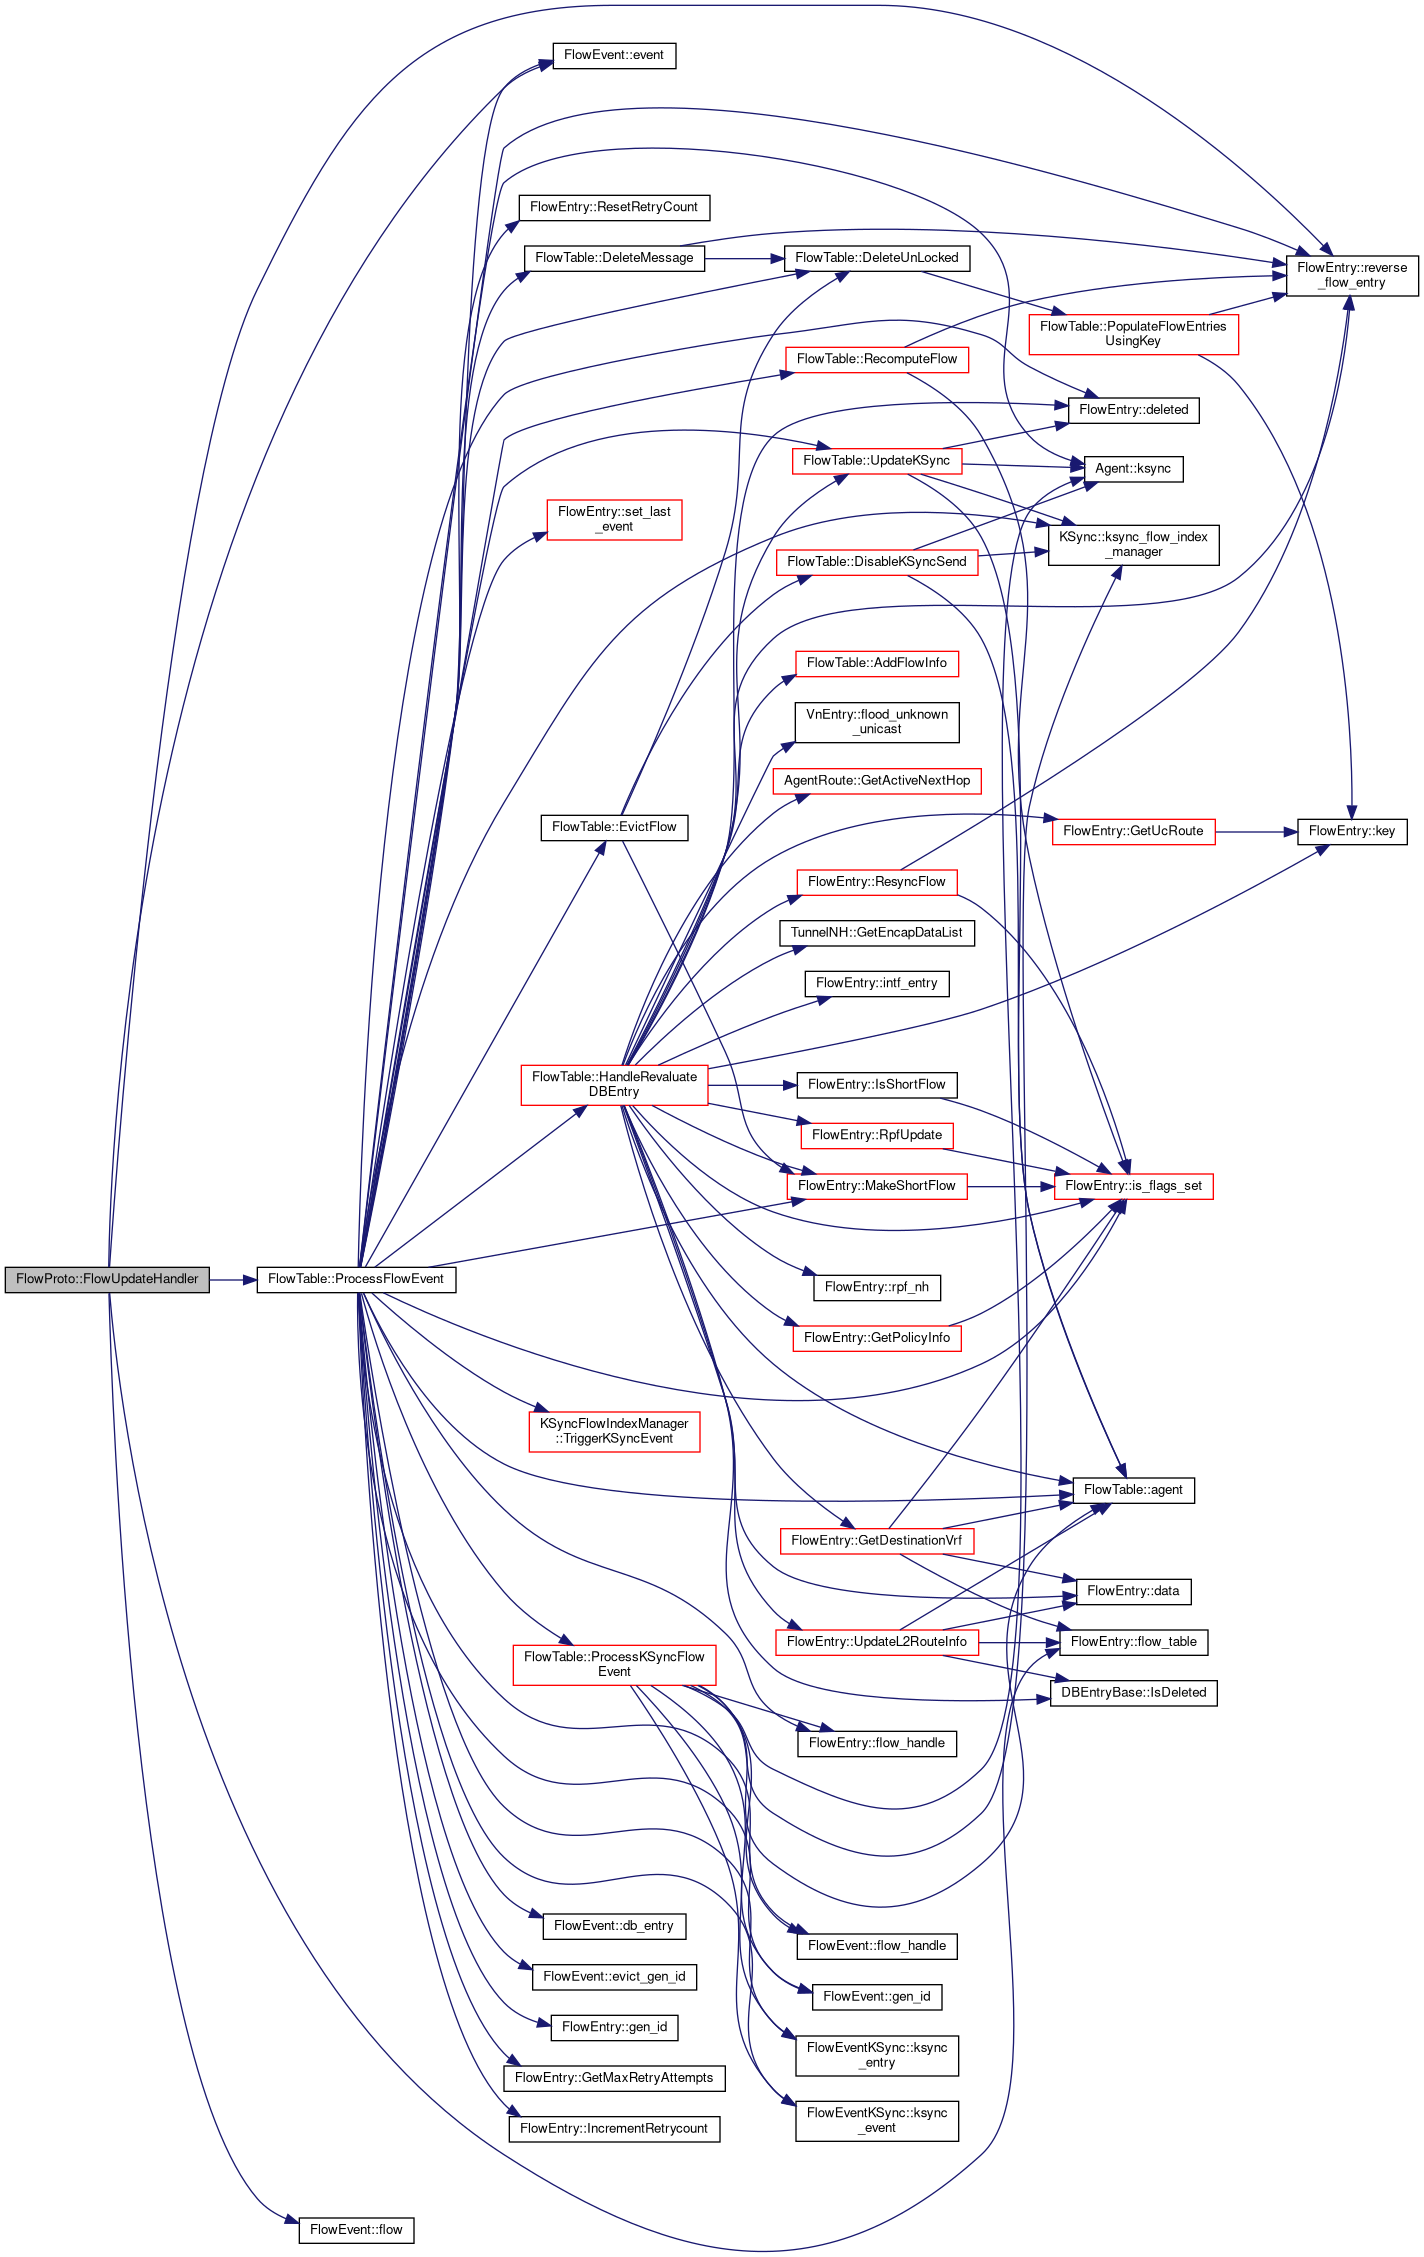 FlowEvent::event
FlowEntry::ResetRetryCount
FlowTable::DeleteMessage
FlowTable::DeleteUnLocked
FlowEntry::reverse
_flow_entry
FlowTable::PopulateFlowEntries
UsingKey
FlowTable::RecomputeFlow
FlowEntry::deleted
FlowTable::UpdateKSync
Agent::ksync
FlowEntry::set_last
_event
KSync::ksync_flow_index
_manager
FlowTable::DisableKSyncSend
FlowTable::AddFlowInfo
VnEntry::flood_unknown
_unicast
AgentRoute::GetActiveNextHop
FlowTable::EvictFlow
FlowEntry::GetUcRoute
FlowEntry::key
FlowEntry::ResyncFlow
TunnelNH::GetEncapDataList
FlowEntry::intf_entry
FlowTable::HandleRevaluate
DBEntry
FlowEntry::IsShortFlow
FlowEntry::RpfUpdate
FlowEntry::MakeShortFlow
FlowEntry::is_flags_set
FlowProto::FlowUpdateHandler
FlowTable::ProcessFlowEvent
FlowEntry::rpf_nh
FlowEntry::GetPolicyInfo
KSyncFlowIndexManager
::TriggerKSyncEvent
FlowTable::agent
FlowEntry::GetDestinationVrf
FlowEntry::data
FlowEntry::UpdateL2RouteInfo
FlowEntry::flow_table
FlowTable::ProcessKSyncFlow
Event
DBEntryBase::IsDeleted
FlowEntry::flow_handle
FlowEvent::db_entry
FlowEvent::flow_handle
FlowEvent::evict_gen_id
FlowEvent::gen_id
FlowEntry::gen_id
FlowEventKSync::ksync
_entry
FlowEntry::GetMaxRetryAttempts
FlowEntry::IncrementRetrycount
FlowEventKSync::ksync
_event
FlowEvent::flow